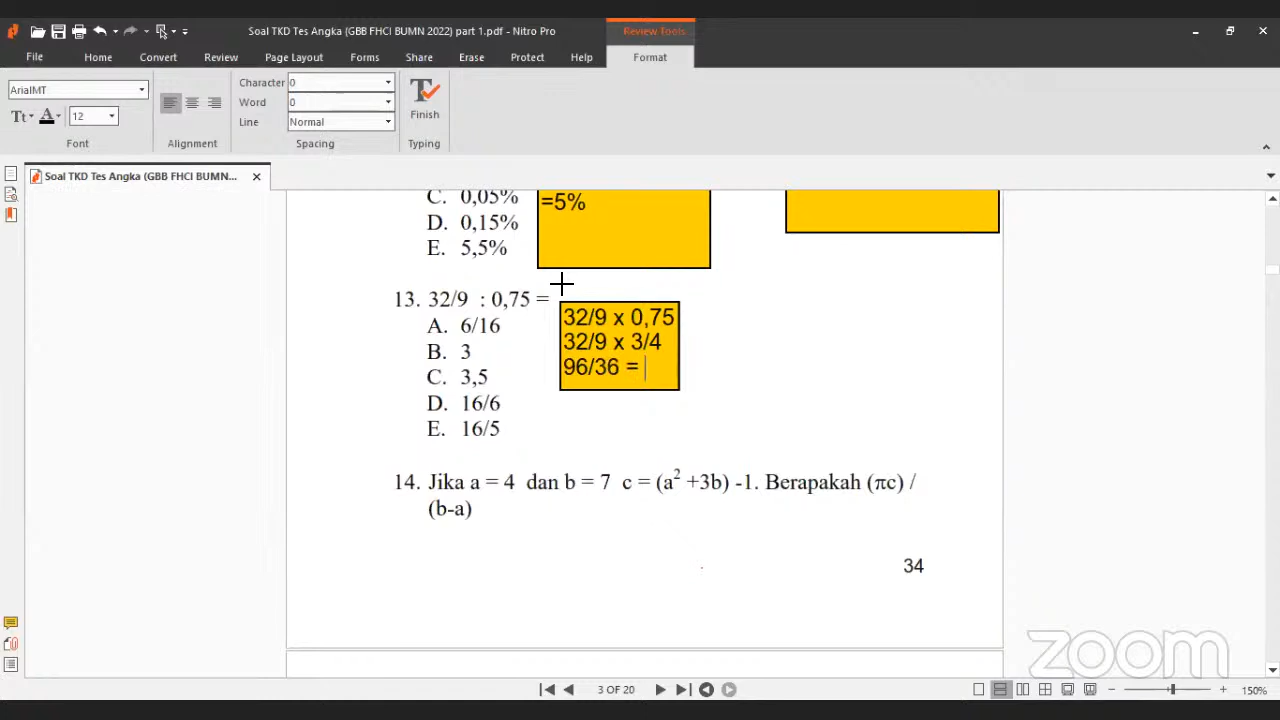 Soal TKD Tes Angka (GBB FHCI BUMN 2022) part 1.pdf - Nitro Pro
Review Tools
File Home Convert Review Page Layout Forms Share Erase Protect Help Format
ArialMT
Tt A 12
Font
Alignment
Character 0
Word 0
Line Normal
Spacing
Finish
Typing
Soal TKD Tes Angka (GBB FHCI BUMN...
C. 0,05%
D. 0,15%
E. 5,5%
=5%
13. 32/9 : 0,75 =
A. 6/16
B. 3
C. 3,5
D. 16/6
E. 16/5
32/9 x 0,75
32/9 x 3/4
96/36 =
14. Jika a = 4 dan b = 7 c = (a² +3b) -1. Berapakah (πc) /
(b-a)
34
zoom
3 OF 20
150%